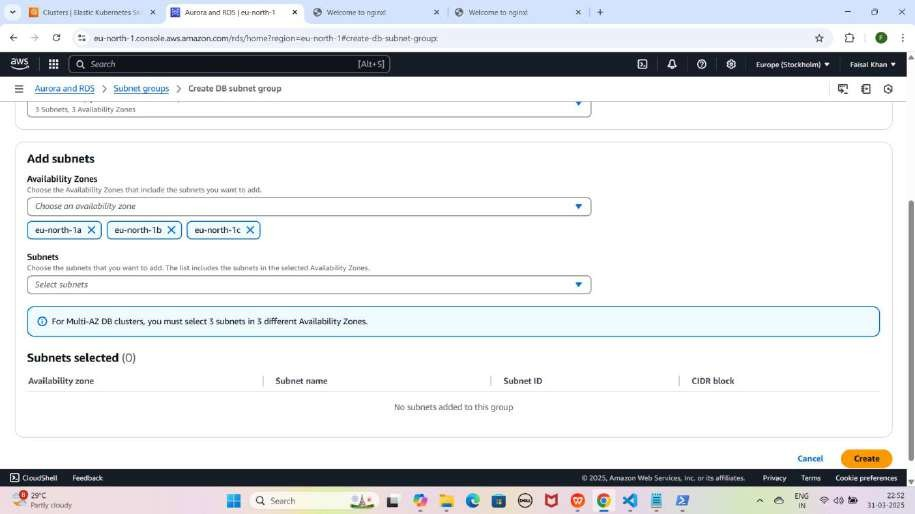 Clusters | Elastic Kubernetes Se
Aurora and RDS | eu-north-1
Welcome to nginx!
Welcome to nginx!
eu-north-1.console.aws.amazon.com/rds/home?region=eu-north-1#create-db-subnet-group:
F
aws
Search
[Alt+S]
Europe (Stockholm)
Faisal Khan
Aurora and RDS
Subnet groups
Create DB subnet group
3 Subnets, 3 Availability Zones
Add subnets
Availability Zones
Choose the Availability Zones that include the subnets you want to add.
Choose an availability zone
eu-north-1a
eu-north-1b
eu-north-1c
Subnets
Choose the subnets that you want to add. The list includes the subnets in the selected Availability Zones.
Select subnets
For Multi-AZ DB clusters, you must select 3 subnets in 3 different Availability Zones.
Subnets selected (0)
Availability zone
Subnet name
Subnet ID
CIDR block
No subnets added to this group
Cancel
Create
CloudShell
Feedback
© 2025, Amazon Web Services, Inc. or its affiliates.
Privacy
Terms
Cookie preferences
29°C
Partly cloudy
Search
ENG
IN
22:52
31-03-2025